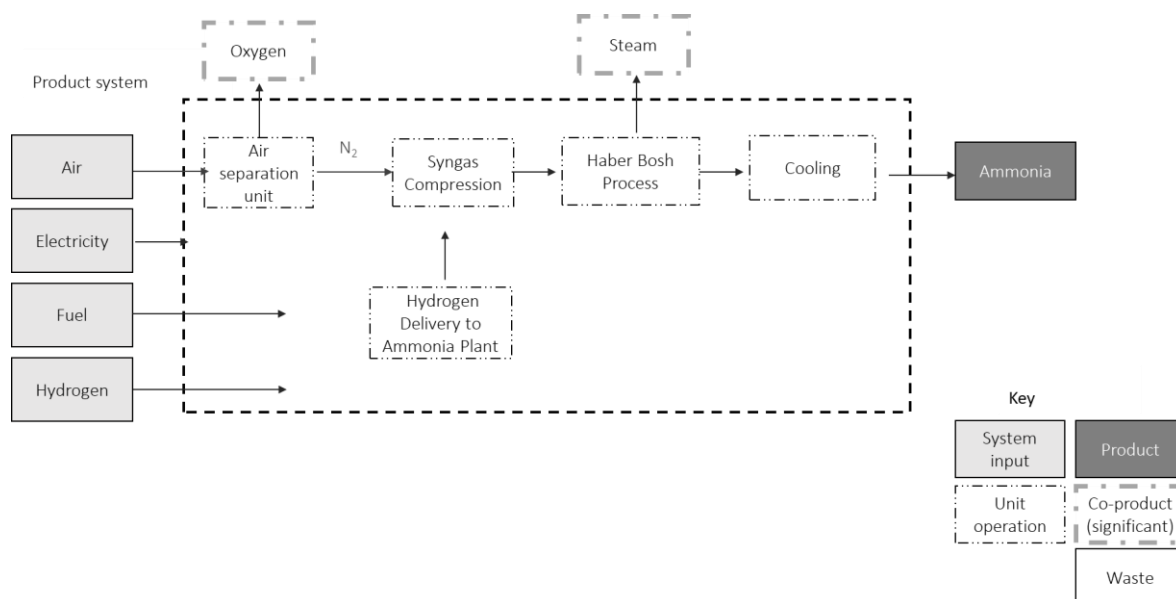 Oxygen
Steam
Product system
Air
Air
separation
unit
N₂
Syngas
Compression
Haber Bosh
Process
Cooling
Ammonia
Electricity
Fuel
Hydrogen
Delivery to
Ammonia Plant
Hydrogen
Key
System
input
Product
Unit
operation
Co-product
(significant)
Waste